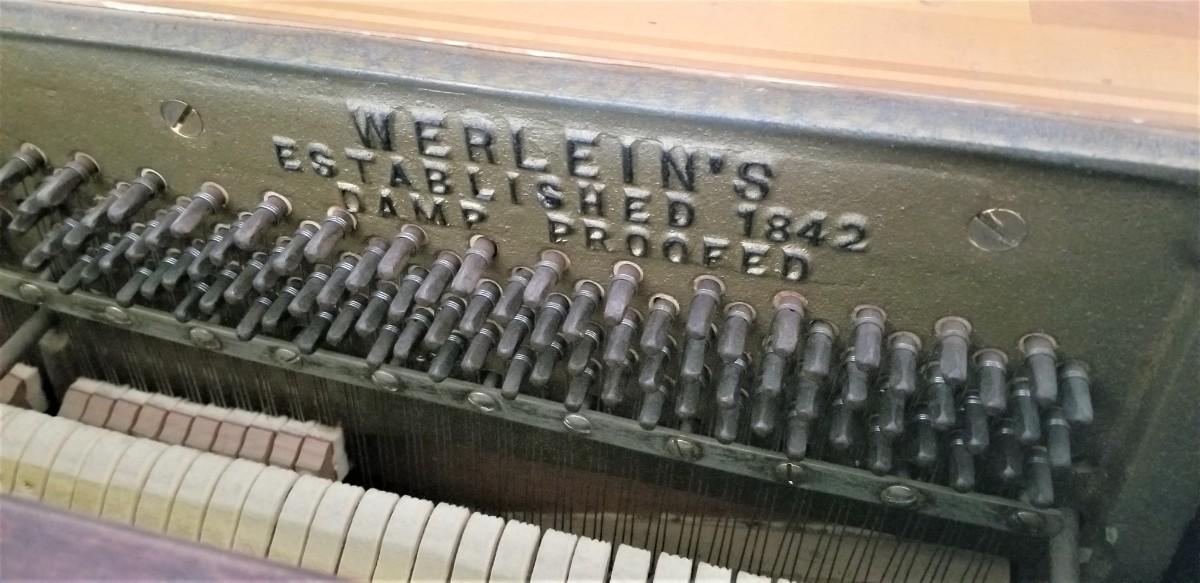 WERLEIN'S
ESTABLISHED 1842
DAMP PROOFED